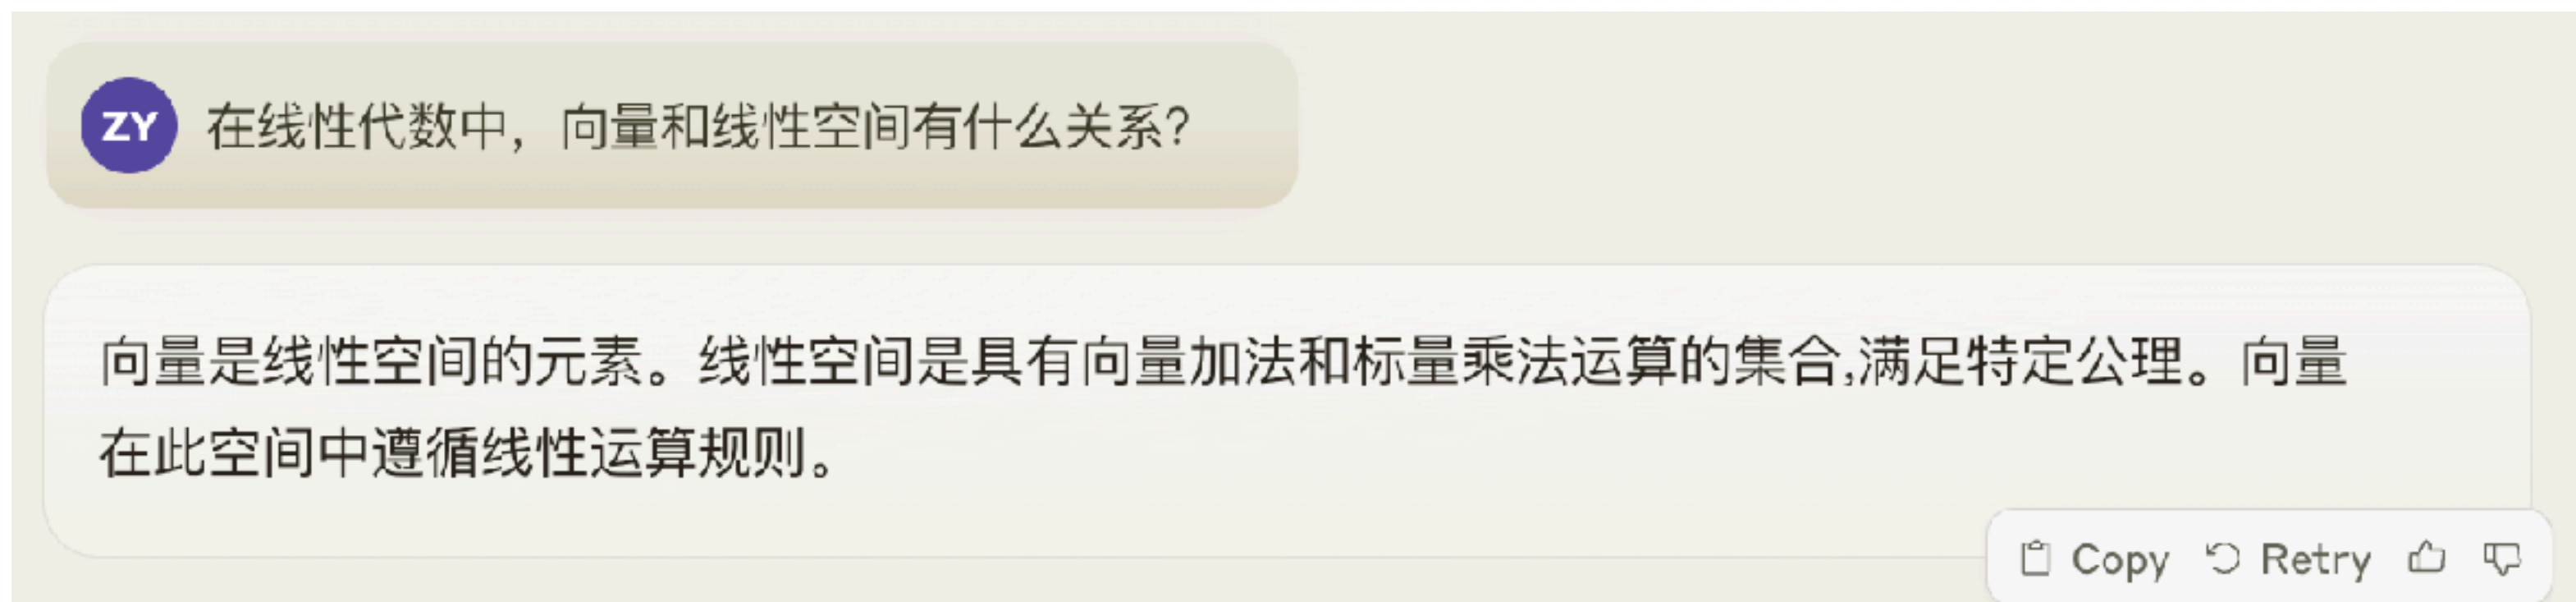 ZY 在线性代数中，向量和线性空间有什么关系?
向量是线性空间的元素。线性空间是具有向量加法和标量乘法运算的集合,满足特定公理。向量
在此空间中遵循线性运算规则。
Copy Retry